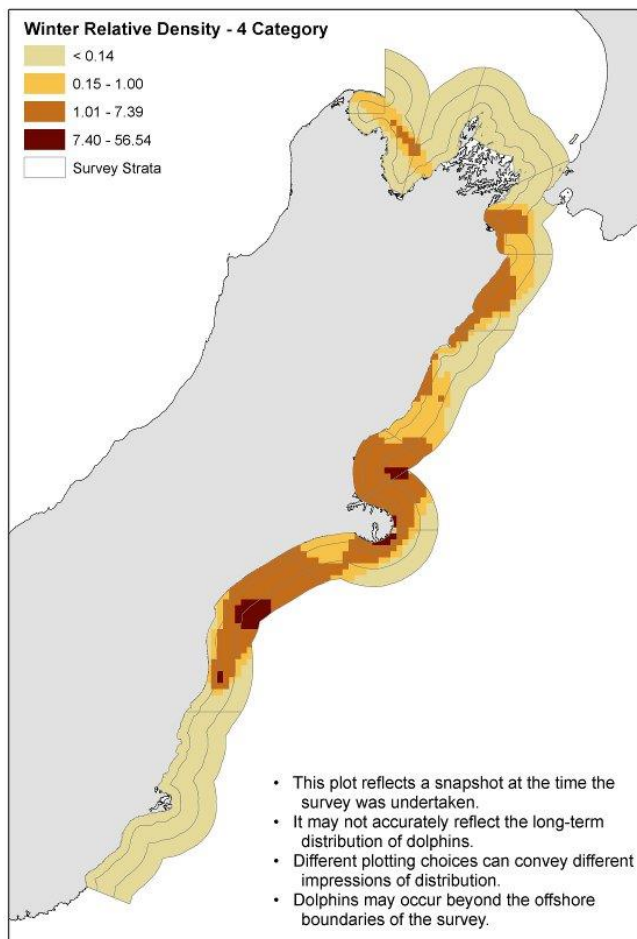 Winter Relative Density - 4 Category
< 0.14
0.15 - 1.00
1.01 - 7.39
7.40 - 56.54
Survey Strata
• This plot reflects a snapshot at the time the
survey was undertaken.
• It may not accurately reflect the long-term
distribution of dolphins.
• Different plotting choices can convey different
impressions of distribution.
• Dolphins may occur beyond the offshore
boundaries of the survey.